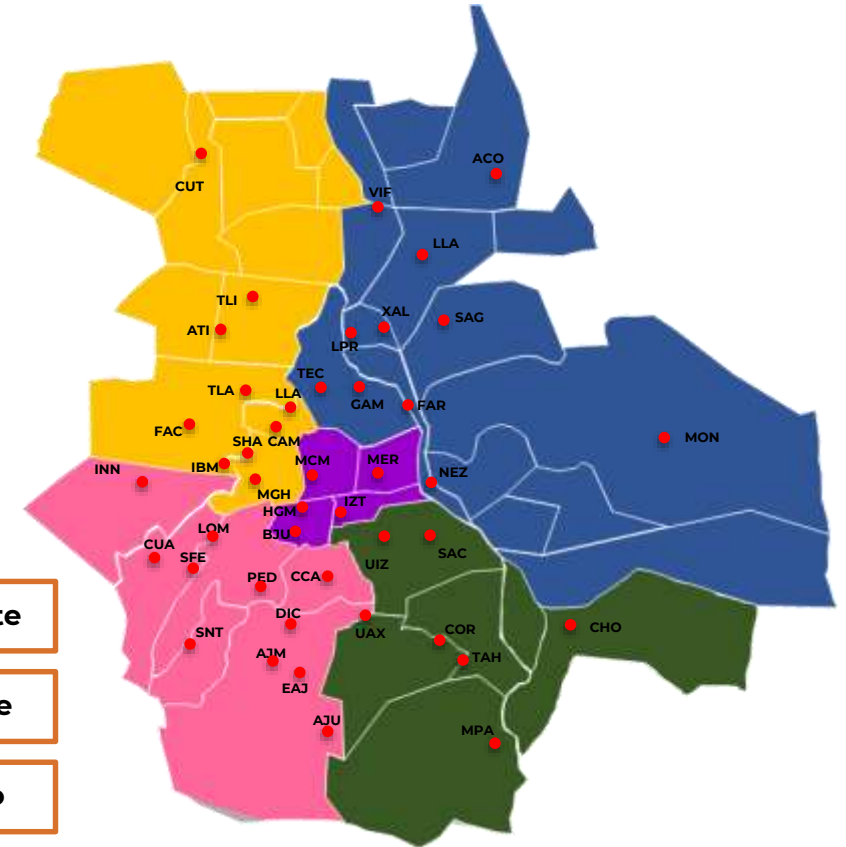 ACO
CUT
VIF
LLA
TLI
XAL
SAG
ATI
LPR
TEC
TLA
LLA
GAM
FAR
FAC
SHA
CAM
MON
INN
IBM
MCM
MER
NEZ
MGH
IZT
HGM
LOM
BJU
CUA
SFE
UIZ
SAC
PED
CCA
te
DIC
SNT
UAX
COR
CHO
AJM
TAH
EAJ
e
AJU
MPA
o